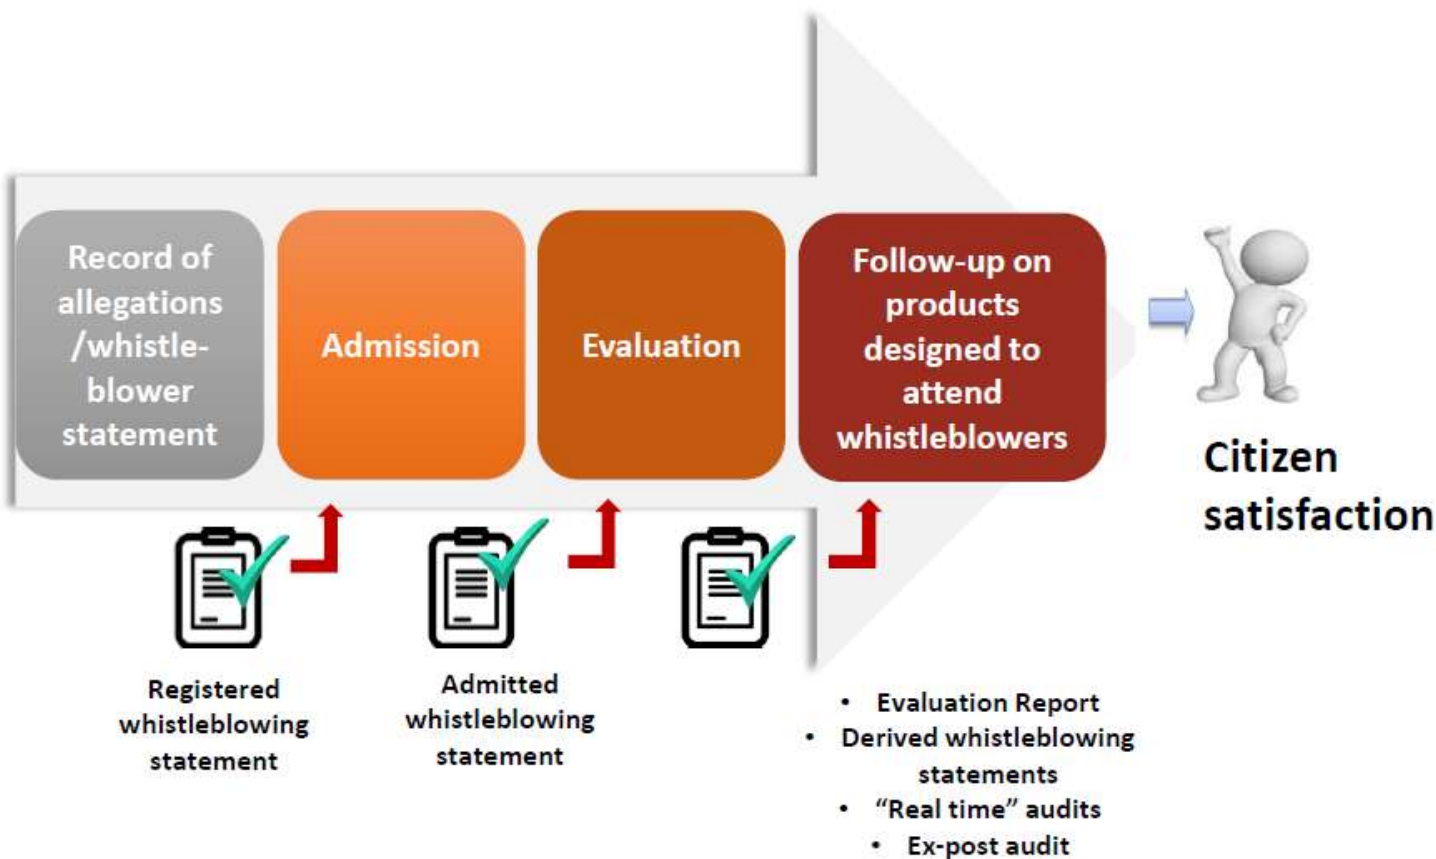 Record of
allegations
/whistle-
blower
statement
Admission
Evaluation
Follow-up on
products
designed to
attend
whistleblowers
Citizen
satisfaction
Registered
whistleblowing
statement
Admitted
whistleblowing
statement
• Evaluation Report
• Derived whistleblowing
statements
• “Real time” audits
• Ex-post audit